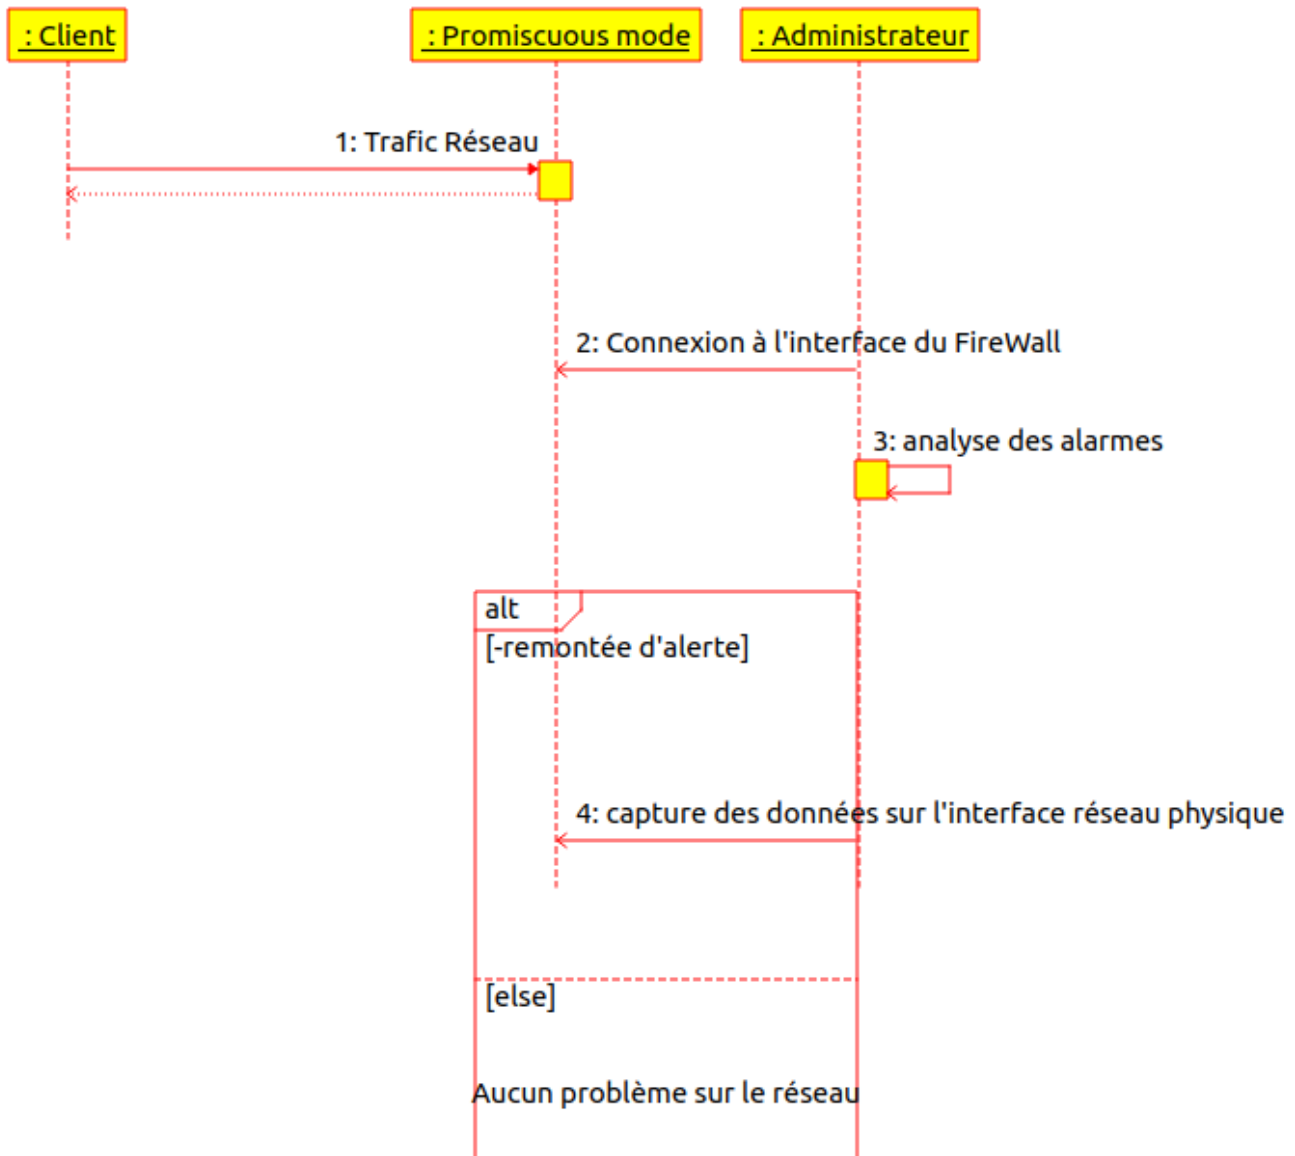 : Client
: Promiscuous mode
: Administrateur
1: Trafic Réseau
2: Connexion à l'interface du FireWall
3: analyse des alarmes
alt
[-remontée d'alerte]
4: capture des données sur l'interface réseau physique
[else]
Aucun problème sur le réseau